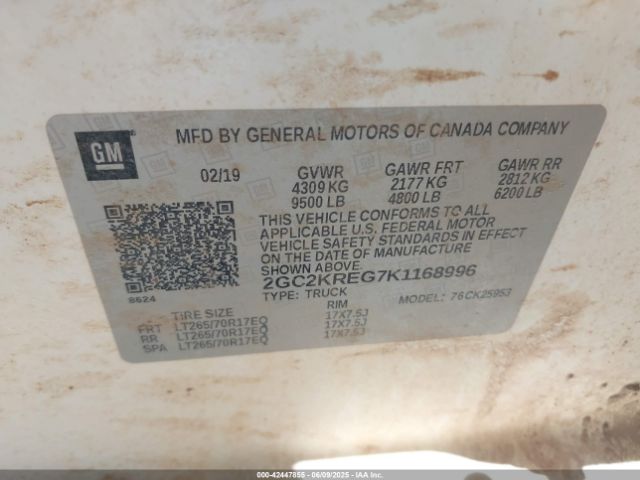 GM
MFD BY GENERAL MOTORS OF CANADA COMPANY
02/19 GVWR GAWR FRT GAWR RR
4309 KG 2177 KG 2812 KG
9500 LB 4800 LB 6200 LB
THIS VEHICLE CONFORMS TO ALL
APPLICABLE U.S. FEDERAL MOTOR
VEHICLE SAFETY STANDARDS IN EFFECT
ON THE DATE OF MANUFACTURE
SHOWN ABOVE
2GC2KREG7K1168996
8624 TYPE: TRUCK MODEL: 76CK25953
TIRE SIZE RIM
FRT LT265/70R17EQ 17X7.5J
RR LT265/70R17EQ 17X7.5J
SPA LT265/70R17EQ 17X7.5J
000-42447855 - 06/09/2025 - IAAI.COM